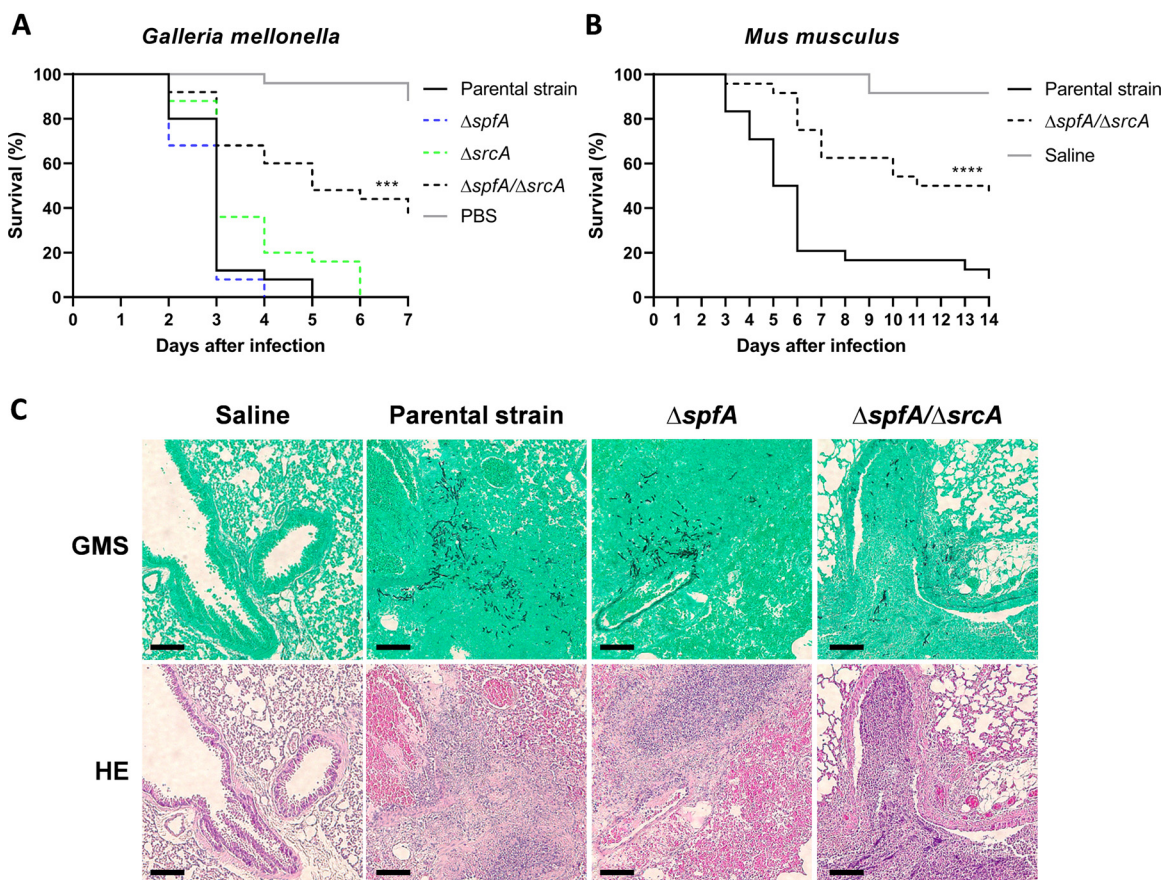 A
Galleria mellonella
100
80
60
40
20
0
Survival (%)
0 1 2 3 4 5 6 7
Days after infection
***
Parental strain
ΔspfA
ΔsrcA
ΔspfA/ΔsrcA
PBS
B
Mus musculus
100
80
60
40
20
0
Survival (%)
0 1 2 3 4 5 6 7 8 9 10 11 12 13 14
Days after infection
****
Parental strain
ΔspfA/ΔsrcA
Saline
C
Saline Parental strain ΔspfA ΔspfA/ΔsrcA
GMS
HE